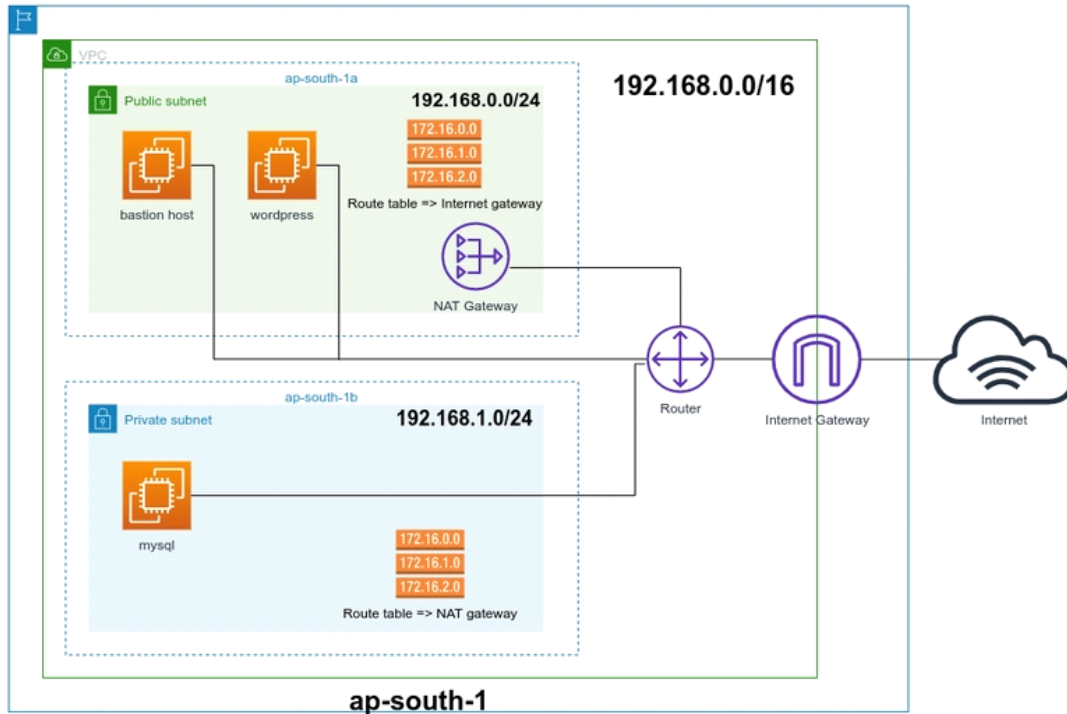 VPC
ap-south-1a
192.168.0.0/16
Public subnet
192.168.0.0/24
172.16.0.0
172.16.1.0
172.16.2.0
bastion host
wordpress
Route table => Internet gateway
NAT Gateway
Router
Internet Gateway
Internet
ap-south-1b
Private subnet
192.168.1.0/24
mysql
172.16.0.0
172.16.1.0
172.16.2.0
Route table => NAT gateway
ap-south-1